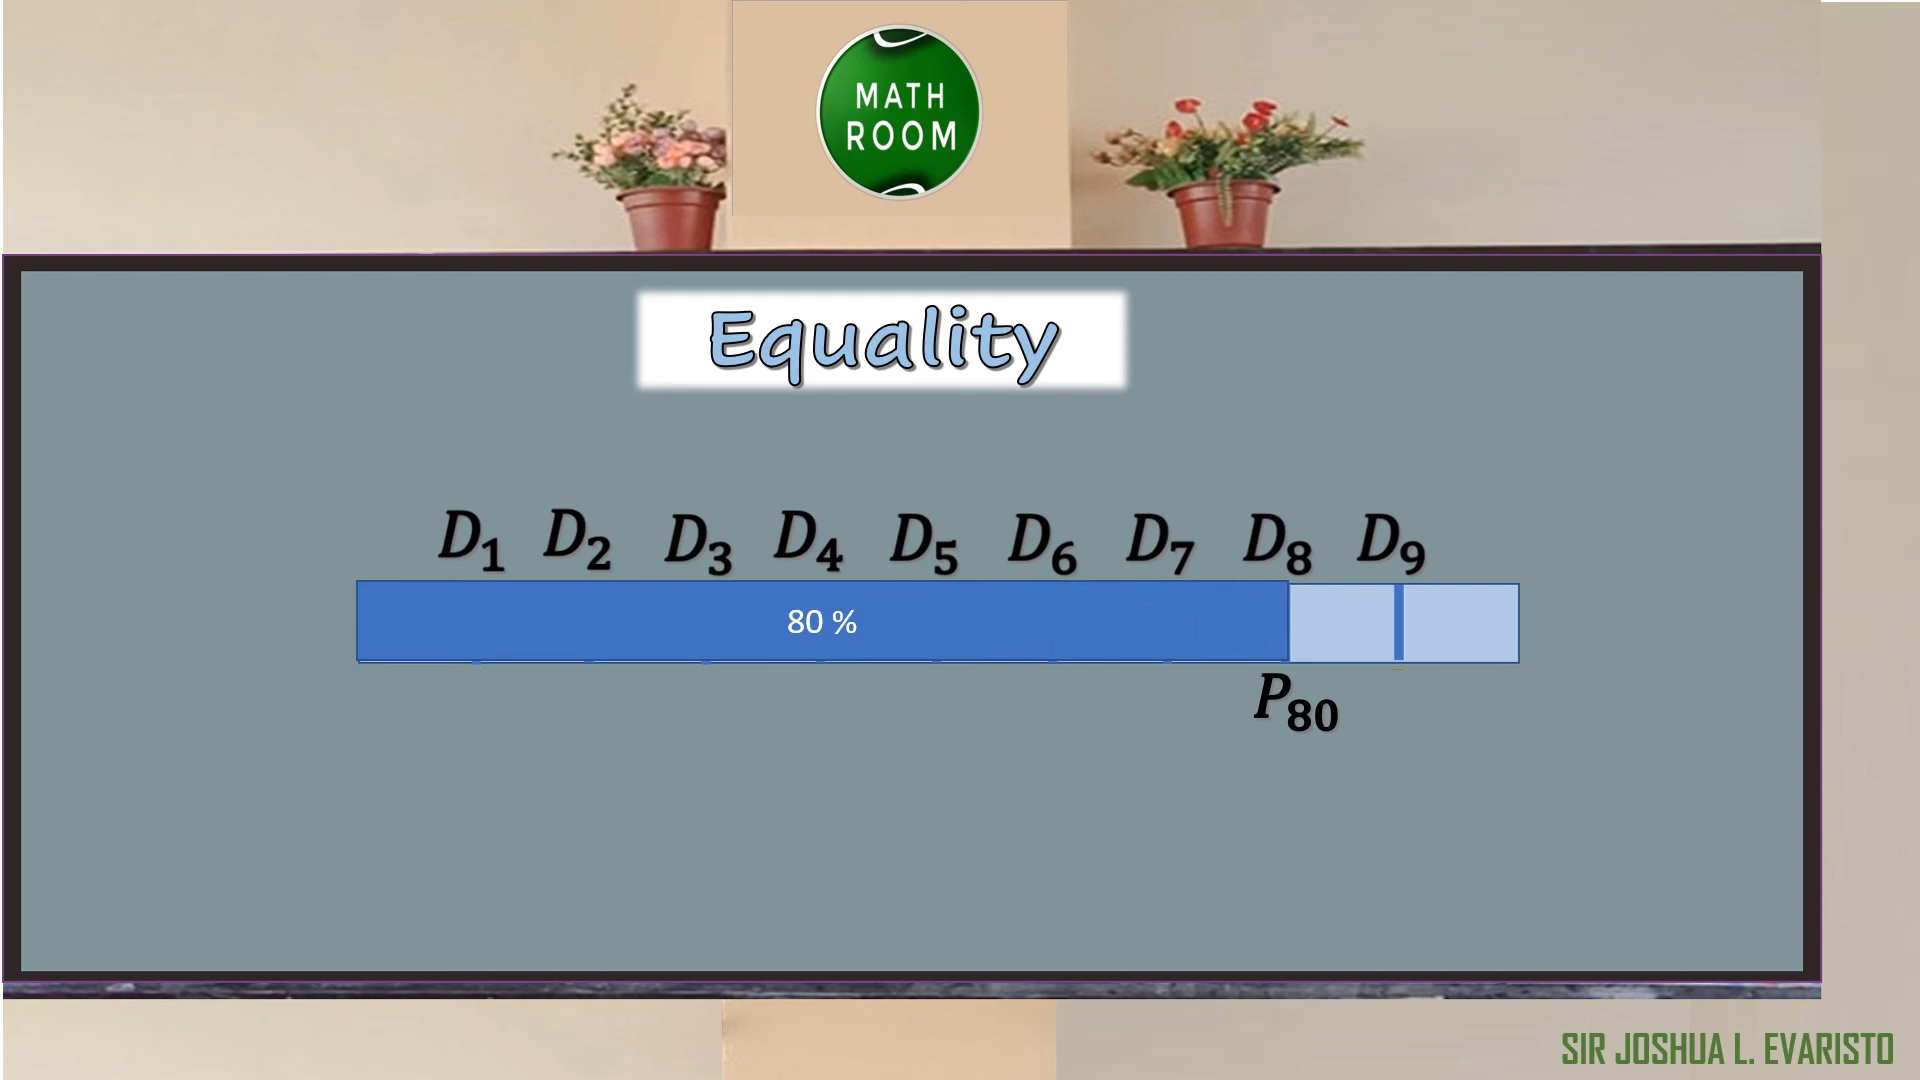 MATH
ROOM
Equality
D₁ D₂ D₃ D₄ D₅ D₆ D₇ D₈ D₉
80 %
P₈₀
SIR JOSHUA L. EVARISTO